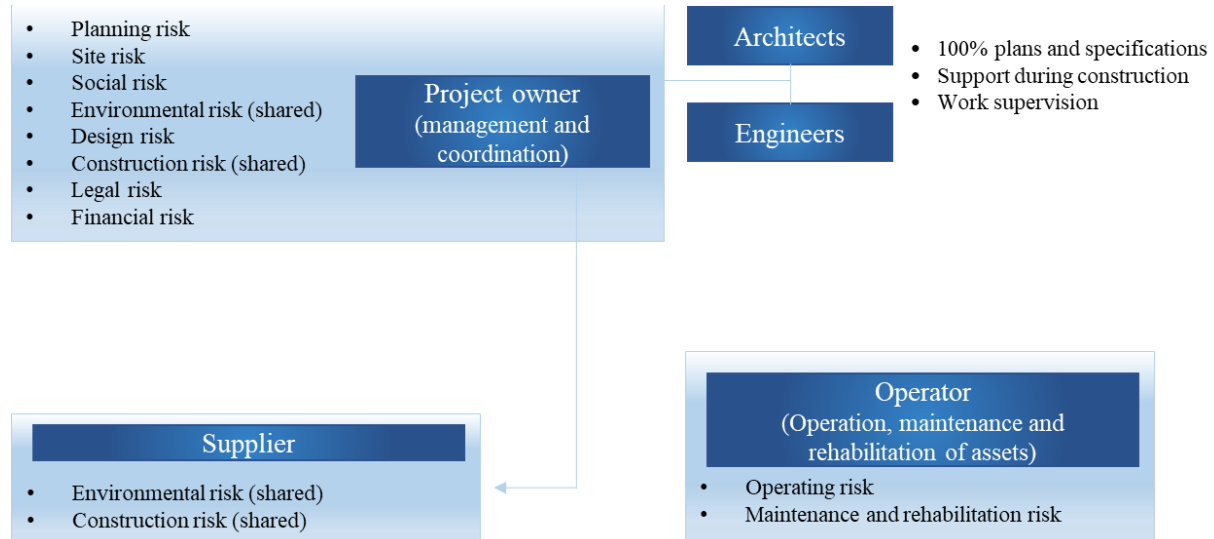 • Planning risk
• Site risk
• Social risk
• Environmental risk (shared)
• Design risk
• Construction risk (shared)
• Legal risk
• Financial risk
Project owner
(management and
coordination)
Architects
Engineers
• 100% plans and specifications
• Support during construction
• Work supervision
Supplier
• Environmental risk (shared)
• Construction risk (shared)
Operator
(Operation, maintenance and
rehabilitation of assets)
• Operating risk
• Maintenance and rehabilitation risk